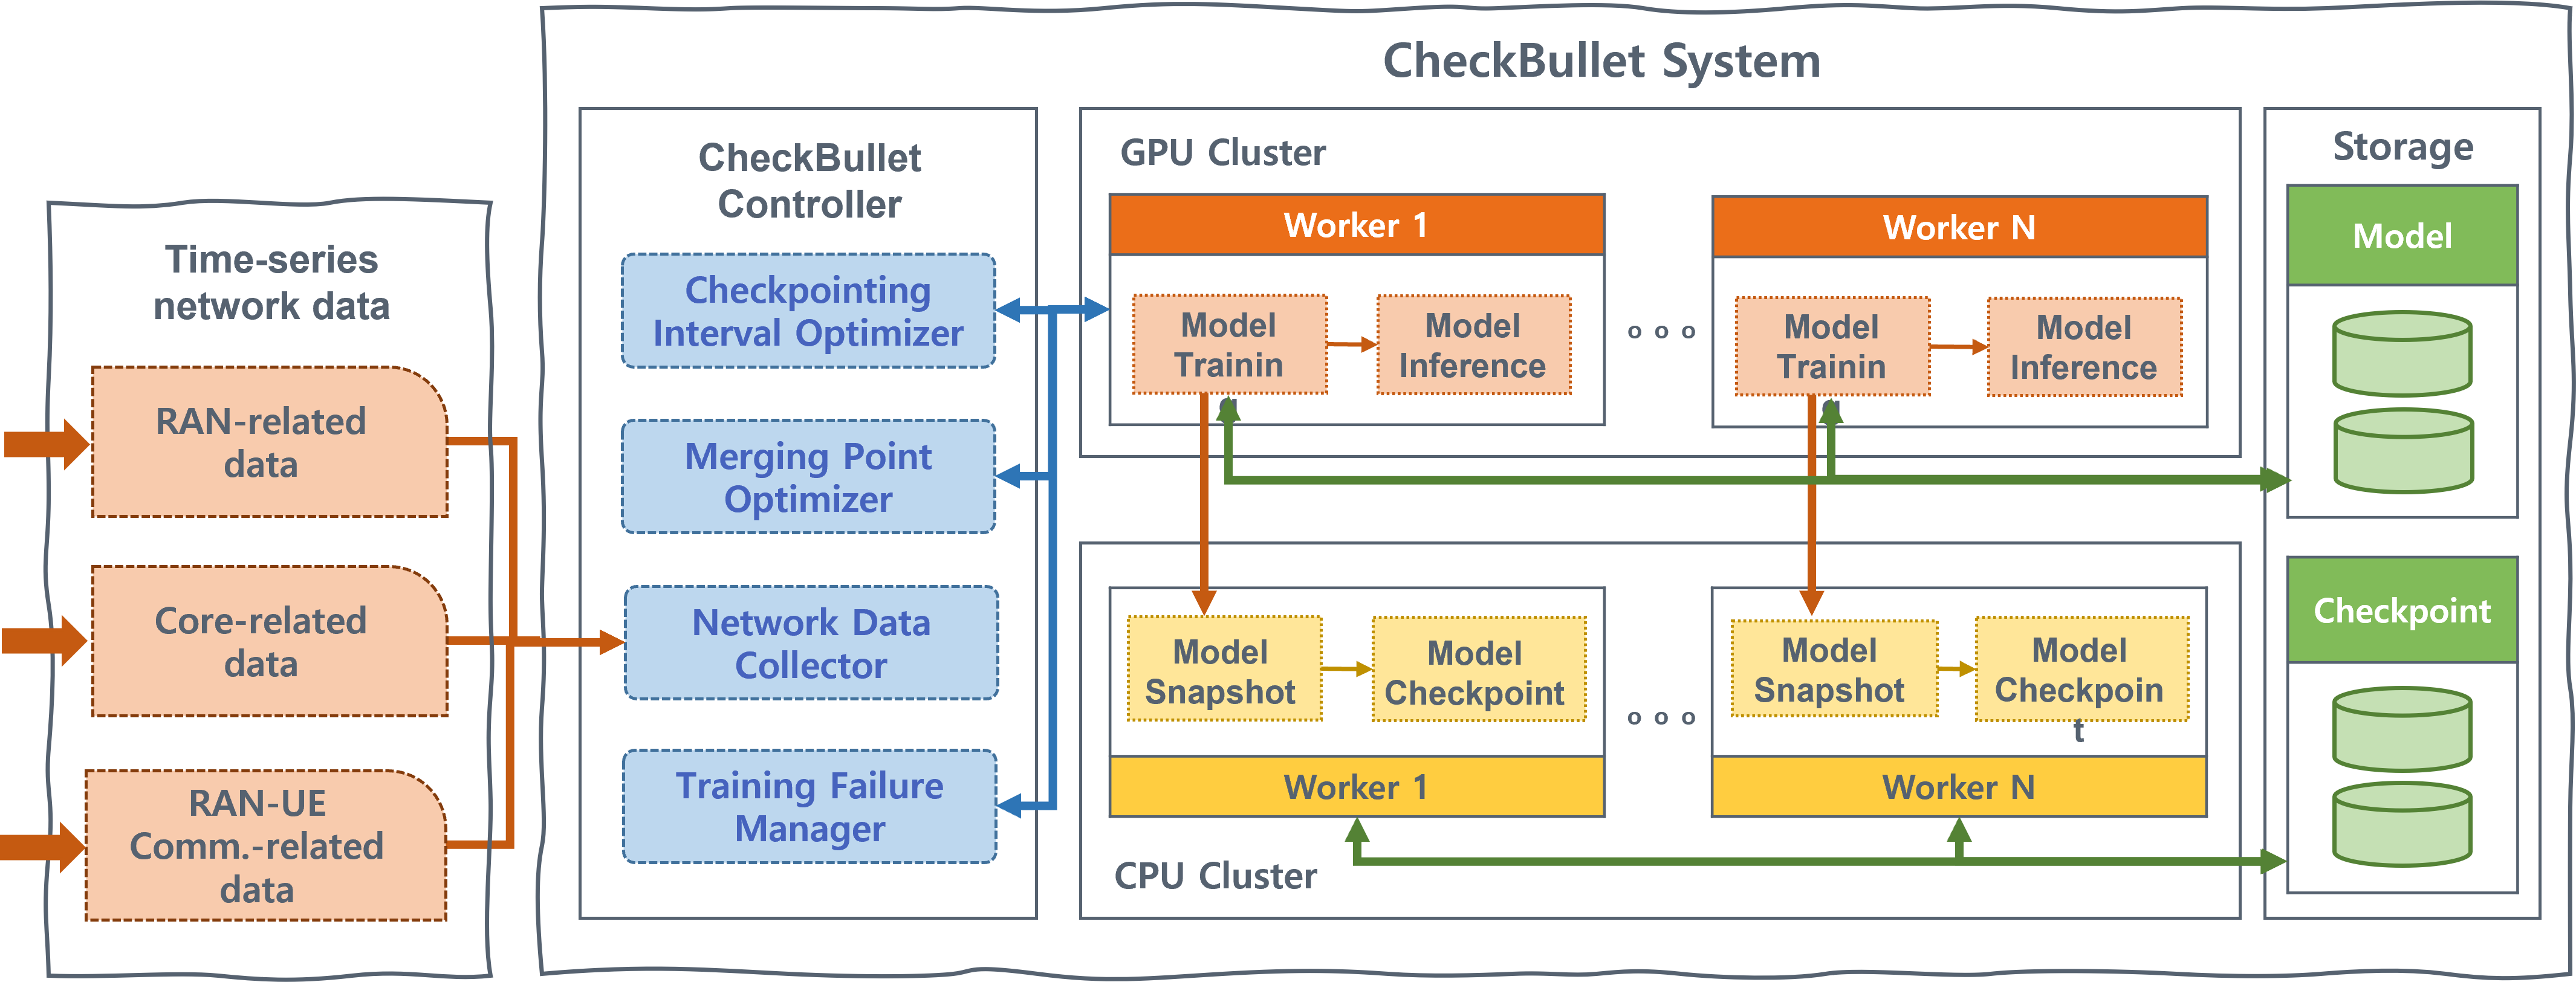 CheckBullet System
Time-series
network data
RAN-related
data
Core-related
data
RAN-UE
Comm.-related
data
CheckBullet
Controller
Checkpointing
Interval Optimizer
Merging Point
Optimizer
Network Data
Collector
Training Failure
Manager
GPU Cluster
Worker 1
Model
Trainin
g
Model
Inference
Worker N
Model
Trainin
g
Model
Inference
Model
Snapshot
Model
Checkpoint
Worker 1
Model
Snapshot
Model
Checkpoin
t
Worker N
CPU Cluster
Storage
Model
Checkpoint